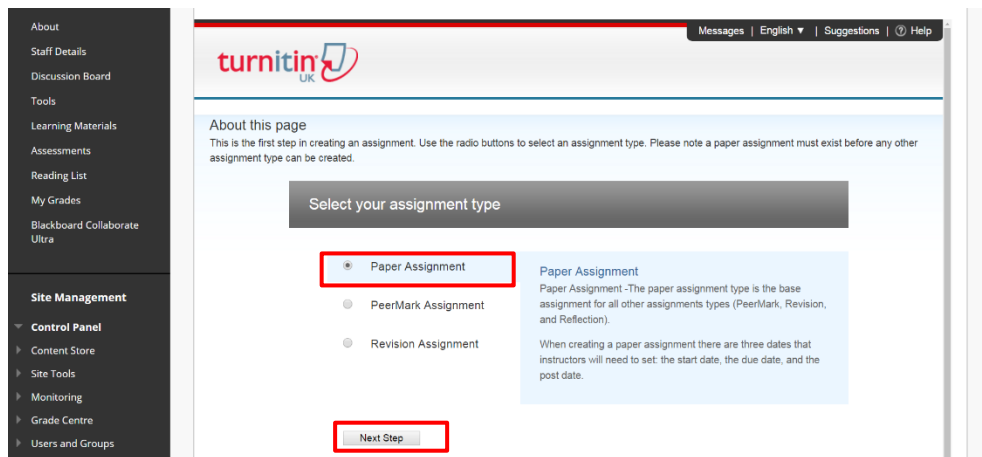 About
Staff Details
Discussion Board
Tools
Learning Materials
Assessments
Reading List
My Grades
Blackboard Collaborate
Ultra
Site Management
Control Panel
Content Store
Site Tools
Monitoring
Grade Centre
Users and Groups
Messages | English ▼ | Suggestions | ? Help
turnitin
UK
About this page
This is the first step in creating an assignment. Use the radio buttons to select an assignment type. Please note a paper assignment must exist before any other
assignment type can be created.
Select your assignment type
Paper Assignment
PeerMark Assignment
Revision Assignment
Paper Assignment
Paper Assignment -The paper assignment type is the base
assignment for all other assignments types (PeerMark, Revision,
and Reflection).
When creating a paper assignment there are three dates that
instructors will need to set: the start date, the due date, and the
post date.
Next Step